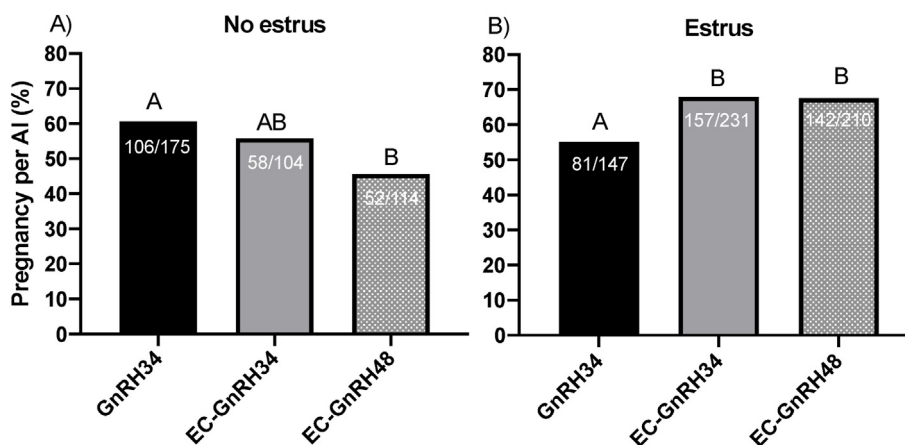 A) No estrus
Pregnancy per AI (%)
80
70
60
50
40
30
20
10
0
A
AB
B
106/175
58/104
52/114
GnRH34
EC-GnRH34
EC-GnRH48
B) Estrus
80
70
60
50
40
30
20
10
0
A
B
B
81/147
157/231
142/210
GnRH34
EC-GnRH34
EC-GnRH48